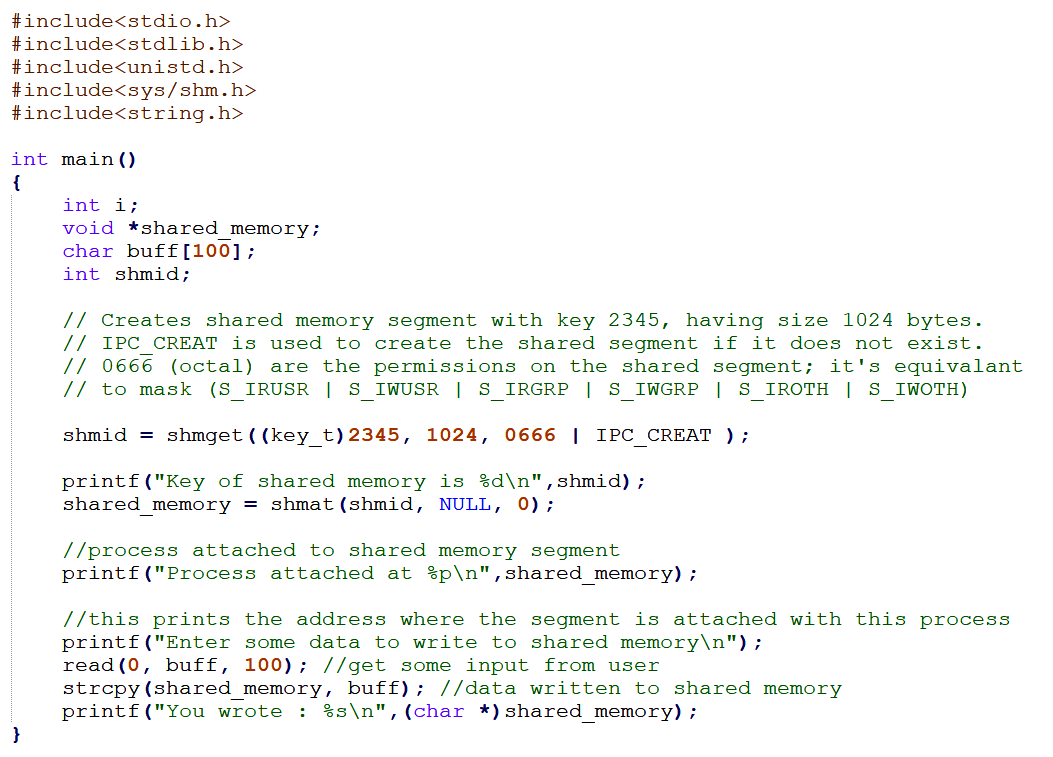 #include<stdio.h>
#include<stdlib.h>
#include<unistd.h>
#include<sys/shm.h>
#include<string.h>

int main()
{
    int i;
    void *shared_memory;
    char buff[100];
    int shmid;

    // Creates shared memory segment with key 2345, having size 1024 bytes.
    // IPC_CREAT is used to create the shared segment if it does not exist.
    // 0666 (octal) are the permissions on the shared segment; it's equivalant
    // to mask (S_IRUSR | S_IWUSR | S_IRGRP | S_IWGRP | S_IROTH | S_IWOTH)

    shmid = shmget((key_t)2345, 1024, 0666 | IPC_CREAT );

    printf("Key of shared memory is %d\n",shmid);
    shared_memory = shmat(shmid, NULL, 0);

    //process attached to shared memory segment
    printf("Process attached at %p\n",shared_memory);

    //this prints the address where the segment is attached with this process
    printf("Enter some data to write to shared memory\n");
    read(0, buff, 100); //get some input from user
    strcpy(shared_memory, buff); //data written to shared memory
    printf("You wrote : %s\n",(char *)shared_memory);
}